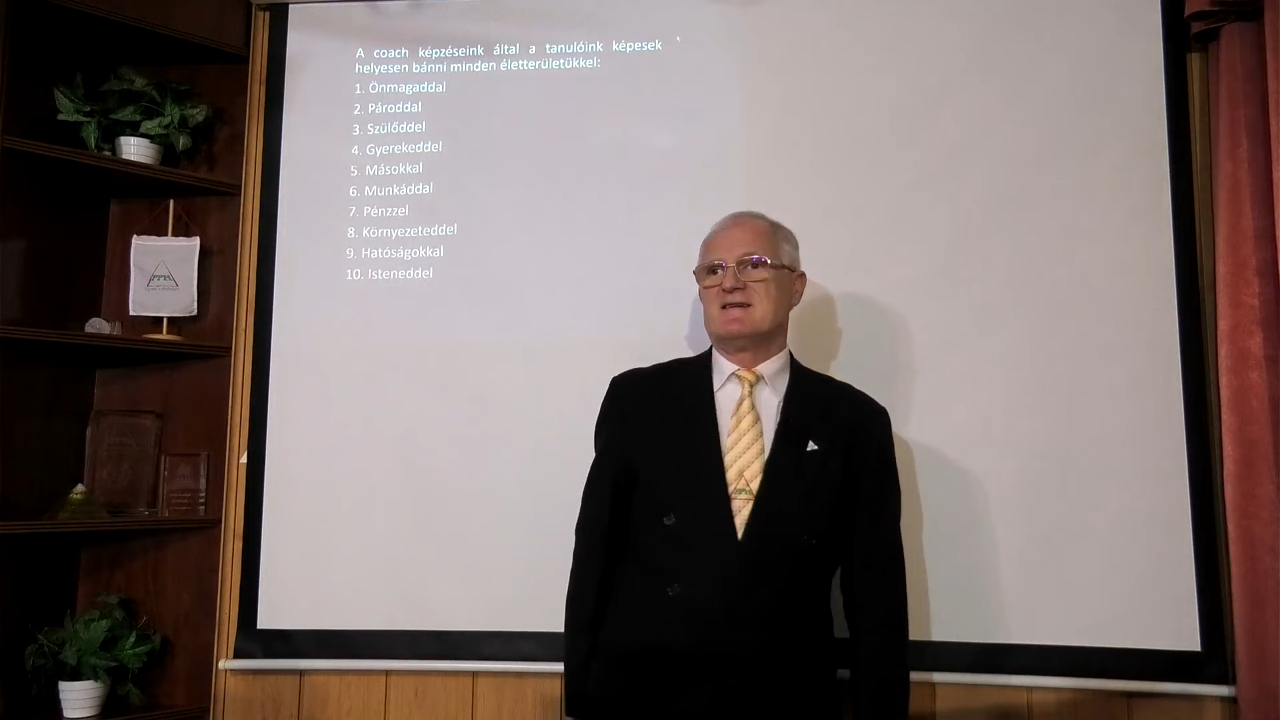 A coach képzéseink által a tanulóink képesek
helyesen bánni minden életterületükkel:
1. Önmagaddal
2. Pároddal
3. Szülőddel
4. Gyerekeddel
5. Másokkal
6. Munkáddal
7. Pénzzel
8. Környezeteddel
9. Hatóságokkal
10. Isteneddel